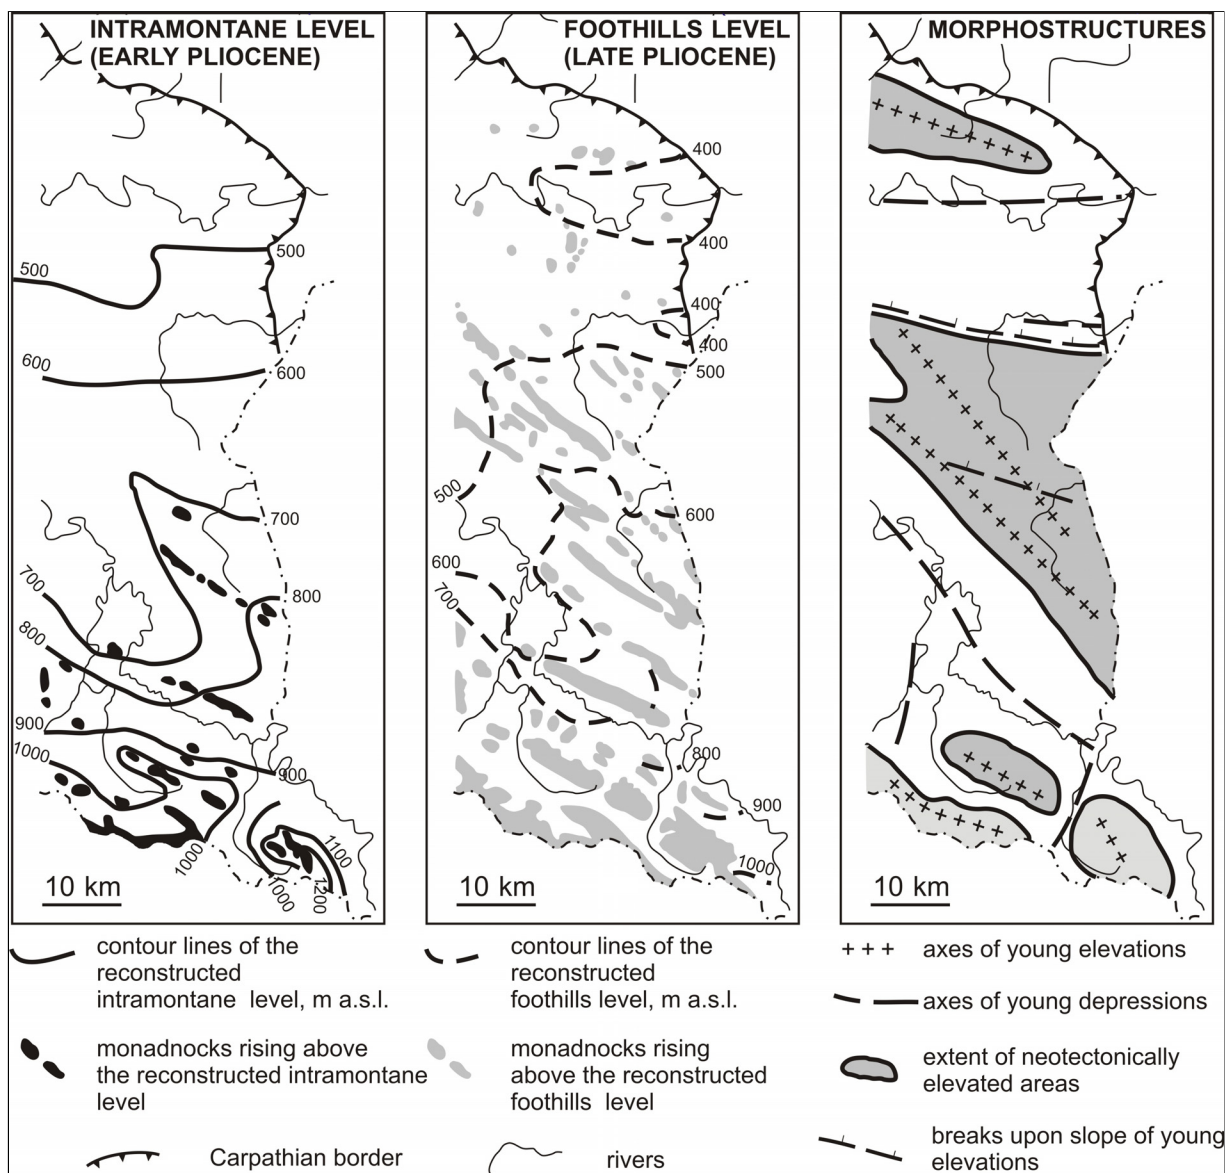 INTRAMONTANE LEVEL
(EARLY PLIOCENE)
500
500
600
600
700
700
800
800
900
900
1000
1000
1000
1100
1200
10 km
FOOTHILLS LEVEL
(LATE PLIOCENE)
400
400
400
400
500
500
600
600
700
800
900
1000
10 km
MORPHOSTRUCTURES
10 km
contour lines of the
reconstructed
intramontane level, m a.s.l.
monadnocks rising above
the reconstructed intramontane
level
Carpathian border
contour lines of the
reconstructed
foothills level, m a.s.l.
monadnocks rising
above the reconstructed
foothills level
rivers
axes of young elevations
axes of young depressions
extent of neotectonically
elevated areas
breaks upon slope of young
elevations